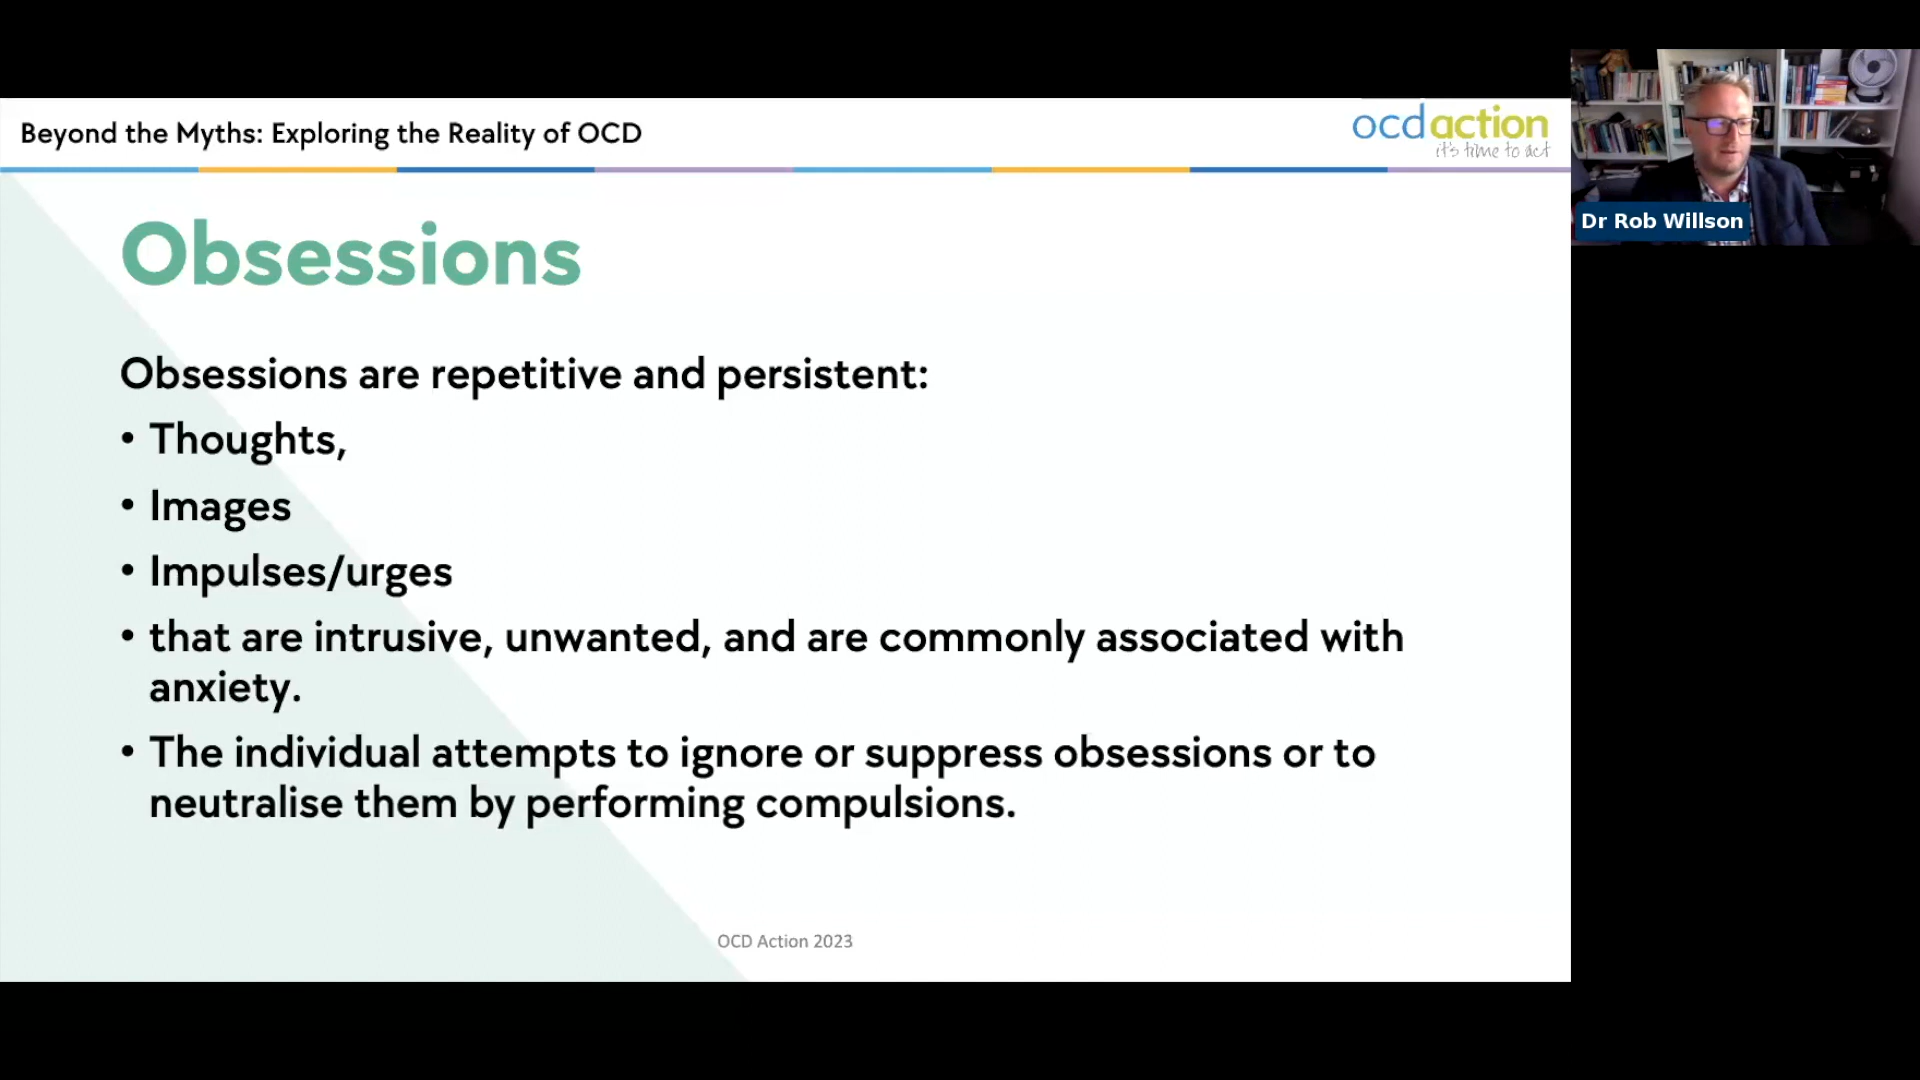 Beyond the Myths: Exploring the Reality of OCD
ocdaction
it's time to act
Dr Rob Willson
Obsessions
Obsessions are repetitive and persistent:
• Thoughts,
• Images
• Impulses/urges
• that are intrusive, unwanted, and are commonly associated with
anxiety.
• The individual attempts to ignore or suppress obsessions or to
neutralise them by performing compulsions.
OCD Action 2023